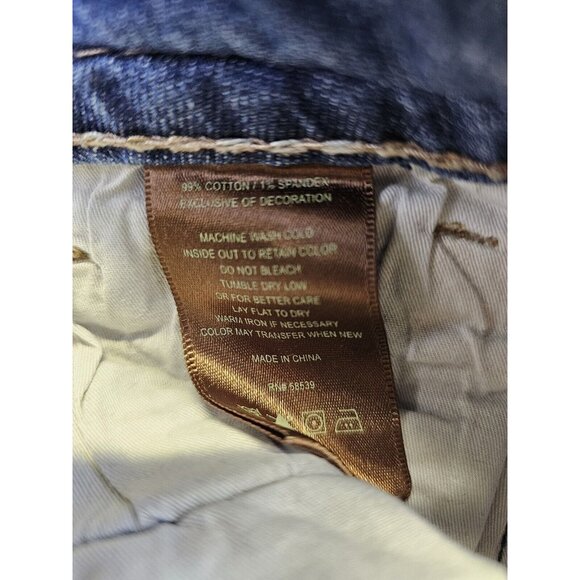 99% COTTON / 1% SPANDEX
EXCLUSIVE OF DECORATION
MACHINE WASH COLD
INSIDE OUT TO RETAIN COLOR
DO NOT BLEACH
TUMBLE DRY LOW
OR FOR BETTER CARE
LAY FLAT TO DRY
WARM IRON IF NECESSARY
COLOR MAY TRANSFER WHEN NEW
MADE IN CHINA
RN# 58539